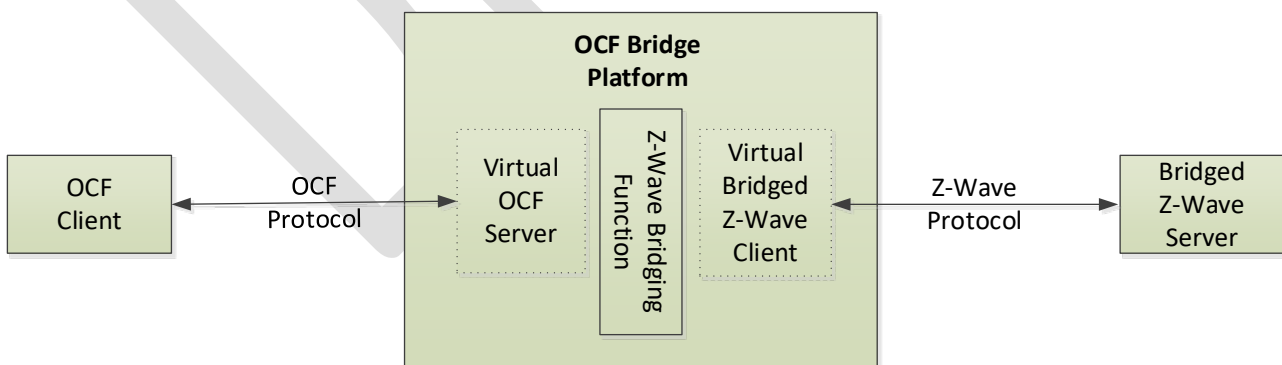 OCF Bridge
Platform
OCF
Client
OCF
Protocol
Virtual
OCF
Server
Z-Wave Bridging
Function
Virtual
Bridged
Z-Wave
Client
Z-Wave
Protocol
Bridged
Z-Wave
Server